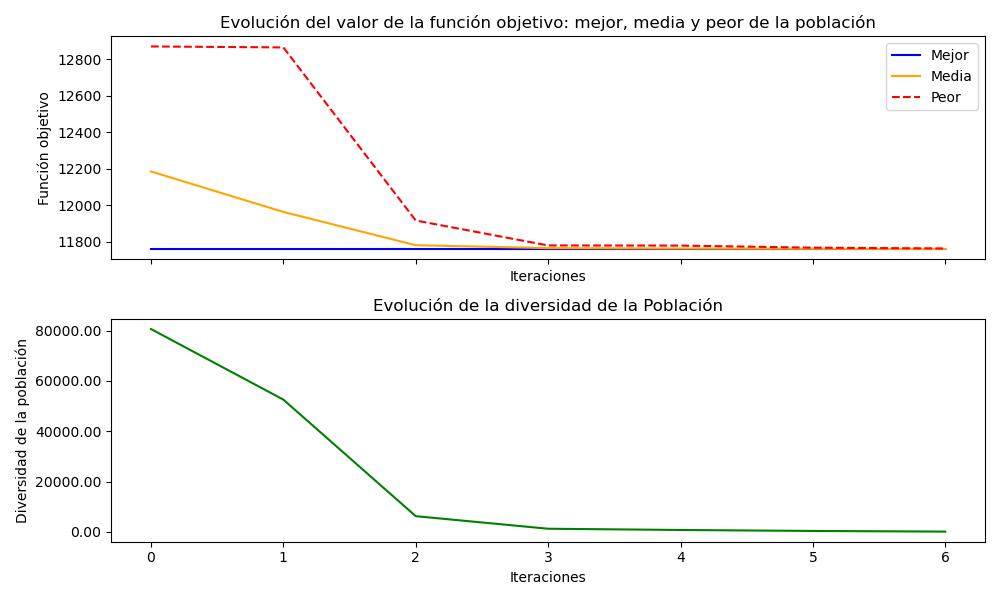 Evolución del valor de la función objetivo: mejor, media y peor de la población
Función objetivo
12800
12600
12400
12200
12000
11800
Mejor
Media
Peor
Iteraciones
Evolución de la diversidad de la Población
Diversidad de la población
80000.00
60000.00
40000.00
20000.00
0.00
0 1 2 3 4 5 6
Iteraciones